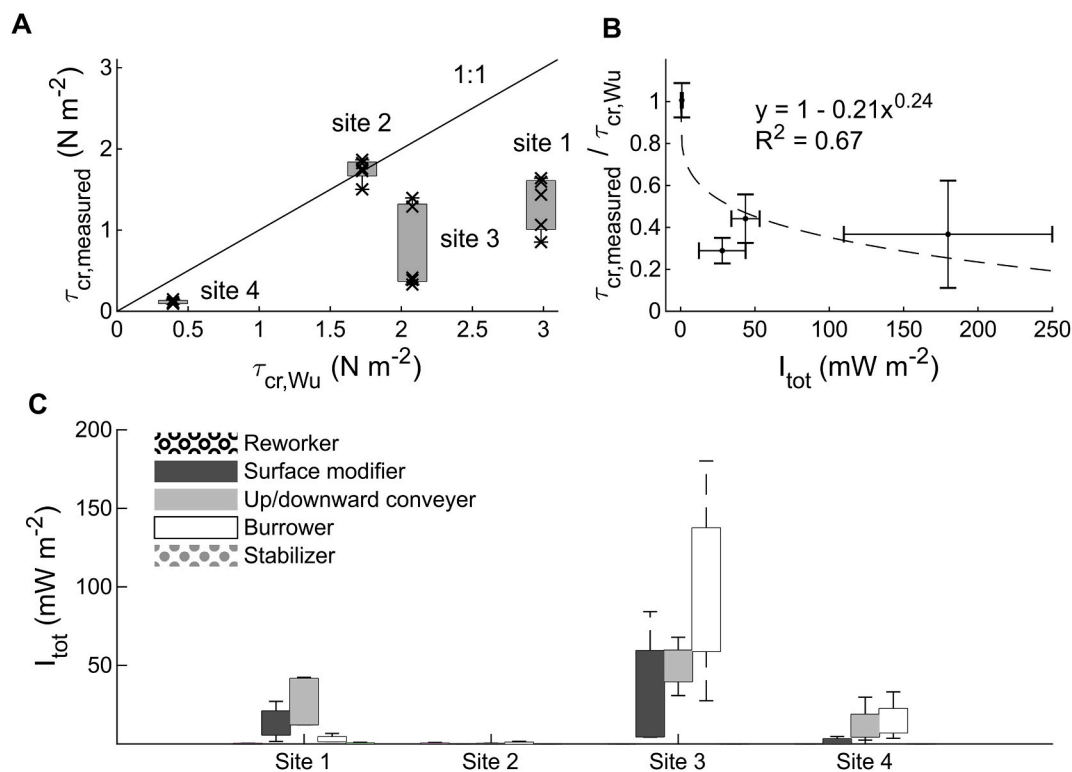 A
τcr,measured (N m⁻²)
3
2
1
0
1:1
site 2
site 1
site 3
site 4
0 0.5 1 1.5 2 2.5 3
τcr,Wu (N m⁻²)
B
τcr,measured / τcr,Wu
1
0.8
0.6
0.4
0.2
0
y = 1 - 0.21x^0.24
R² = 0.67
0 50 100 150 200 250
Itot (mW m⁻²)
C
Itot (mW m⁻²)
200
150
100
50
Reworker
Surface modifier
Up/downward conveyer
Burrower
Stabilizer
Site 1 Site 2 Site 3 Site 4